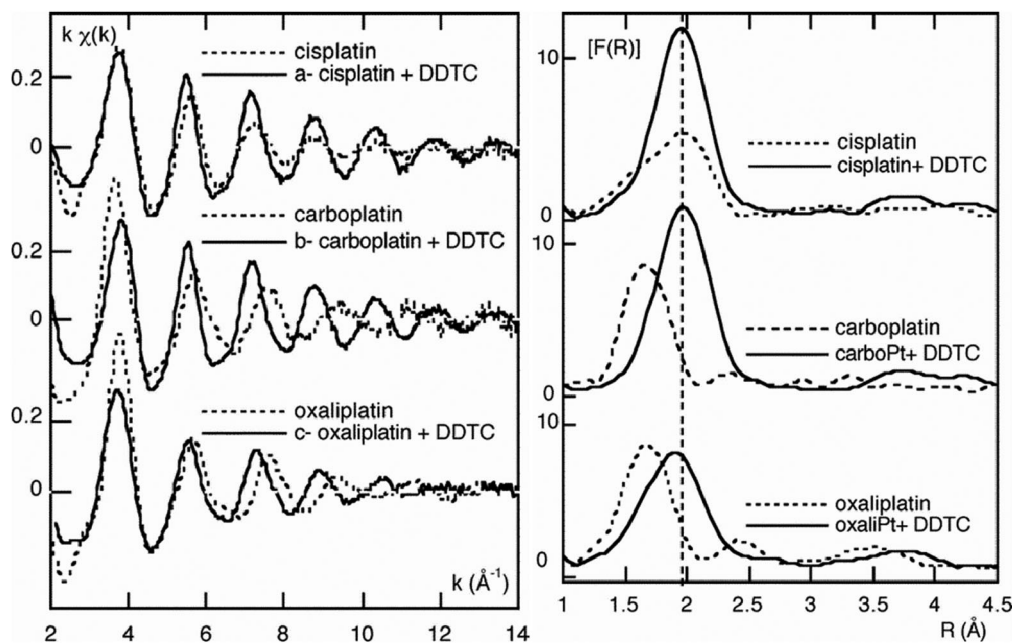 k χ(k)
cisplatin
a- cisplatin + DDTC
0.2
0
carboplatin
b- carboplatin + DDTC
0.2
0
oxaliplatin
c- oxaliplatin + DDTC
0.2
0
k (Å⁻¹)
2 4 6 8 10 12 14
[F(R)]
10
cisplatin
cisplatin+ DDTC
0
10
carboplatin
carboPt+ DDTC
0
10
oxaliplatin
oxaliPt+ DDTC
0
1 1.5 2 2.5 3 3.5 4 4.5
R (Å)